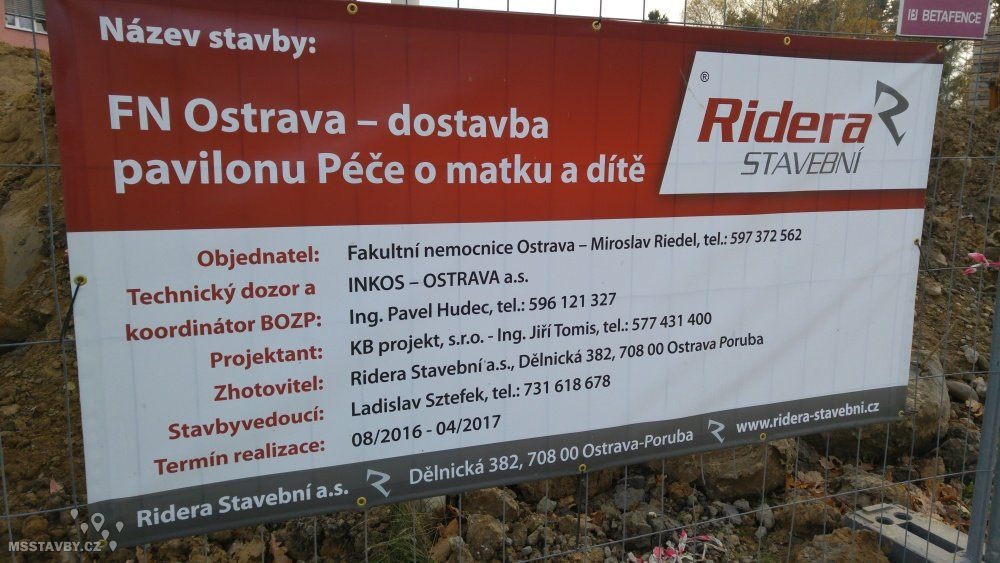 Název stavby:
FN Ostrava – dostavba
pavilonu Péče o matku a dítě
® Ridera
STAVEBNÍ
BETAFENCE
Objednatel: Fakultní nemocnice Ostrava – Miroslav Riedel, tel.: 597 372 562
Technický dozor a INKOS – OSTRAVA a.s.
koordinátor BOZP: Ing. Pavel Hudec, tel.: 596 121 327
Projektant: KB projekt, s.r.o. - Ing. Jiří Tomis, tel.: 577 431 400
Zhotovitel: Ridera Stavební a.s., Dělnická 382, 708 00 Ostrava Poruba
Stavbyvedoucí: Ladislav Sztefek, tel.: 731 618 678
Termín realizace: 08/2016 - 04/2017
Ridera Stavební a.s. Dělnická 382, 708 00 Ostrava-Poruba www.ridera-stavebni.cz
MSSTAVBY.CZ